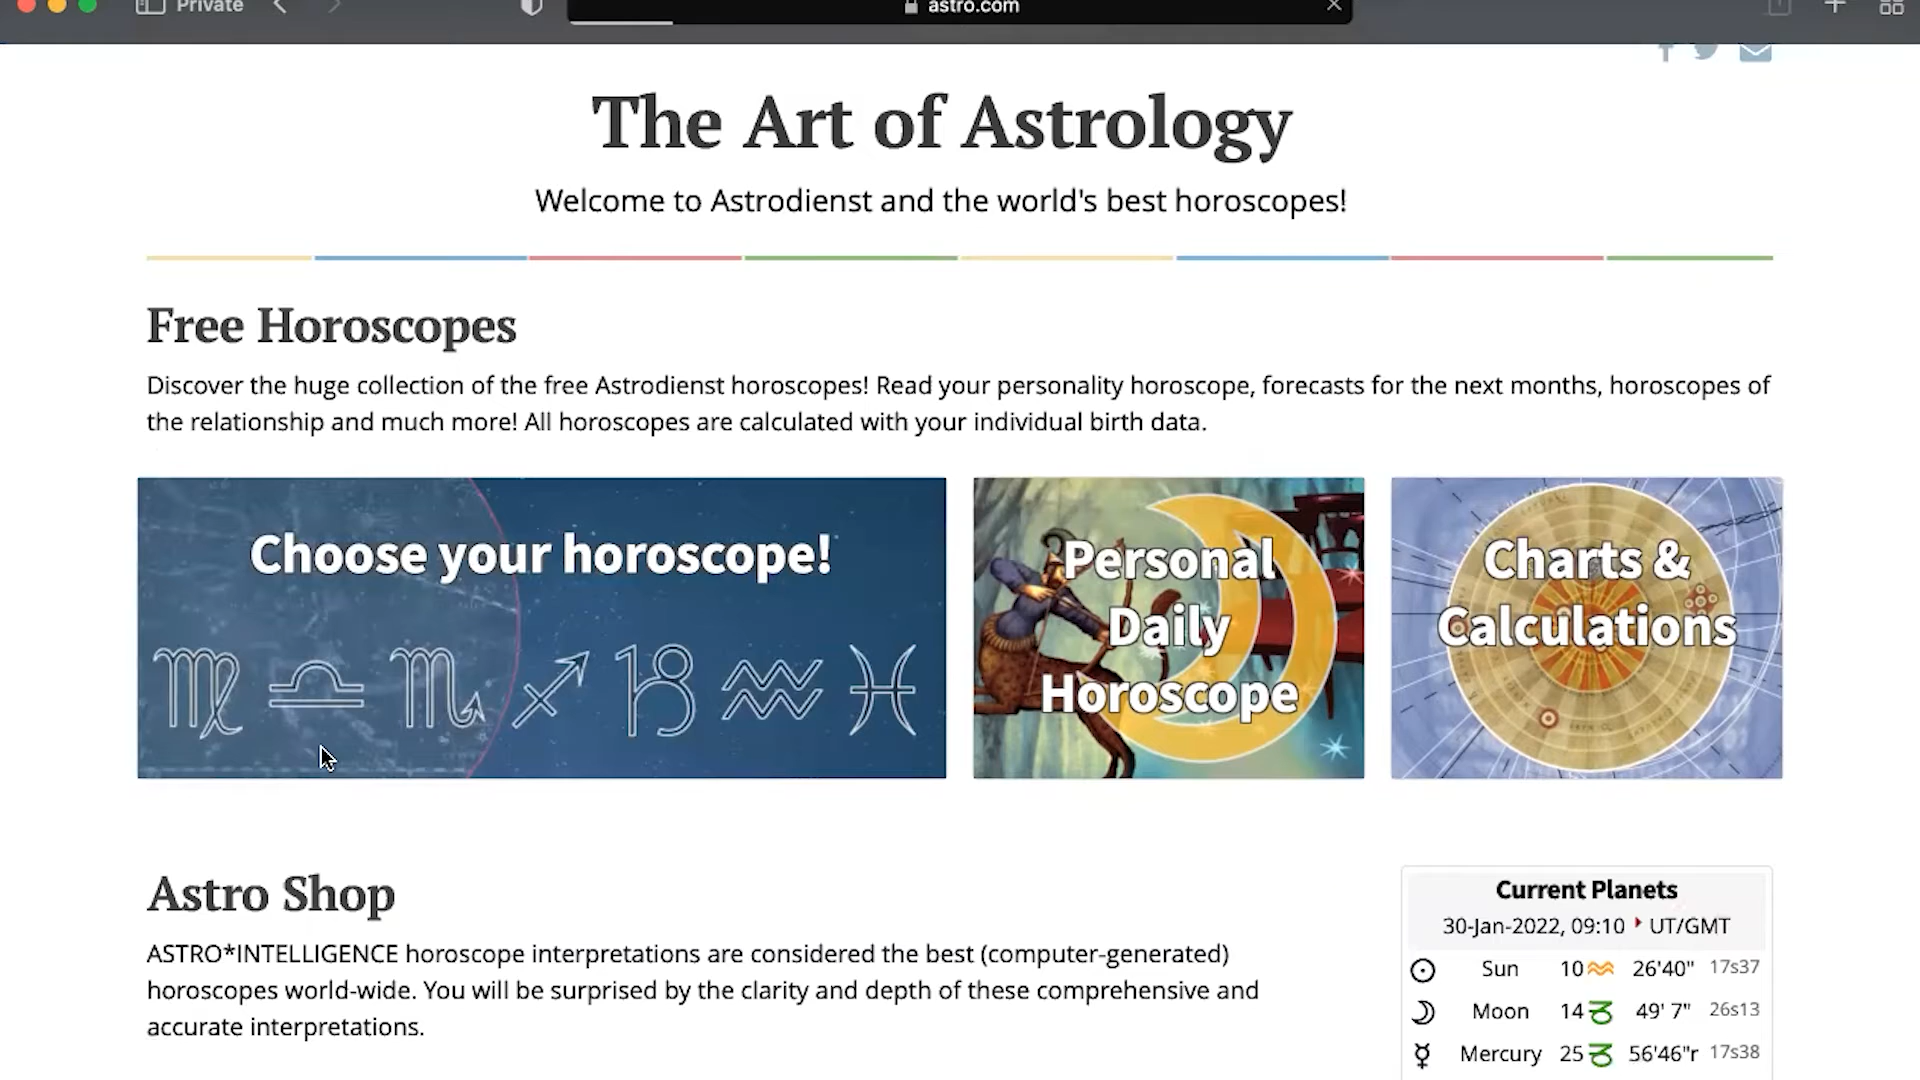 Private
astro.com
The Art of Astrology
Welcome to Astrodienst and the world's best horoscopes!
Free Horoscopes
Discover the huge collection of the free Astrodienst horoscopes! Read your personality horoscope, forecasts for the next months, horoscopes of
the relationship and much more! All horoscopes are calculated with your individual birth data.
Choose your horoscope!
♍ ♎ ♏ ♐ ♑ ♒ ♓
Personal
Daily
Horoscope
Charts &
Calculations
Astro Shop
ASTRO*INTELLIGENCE horoscope interpretations are considered the best (computer-generated)
horoscopes world-wide. You will be surprised by the clarity and depth of these comprehensive and
accurate interpretations.
Current Planets
30-Jan-2022, 09:10 UT/GMT
☉ Sun 10 ♒ 26'40" 17s37
☽ Moon 14 ♑ 49' 7" 26s13
☿ Mercury 25 ♑ 56'46"r 17s38